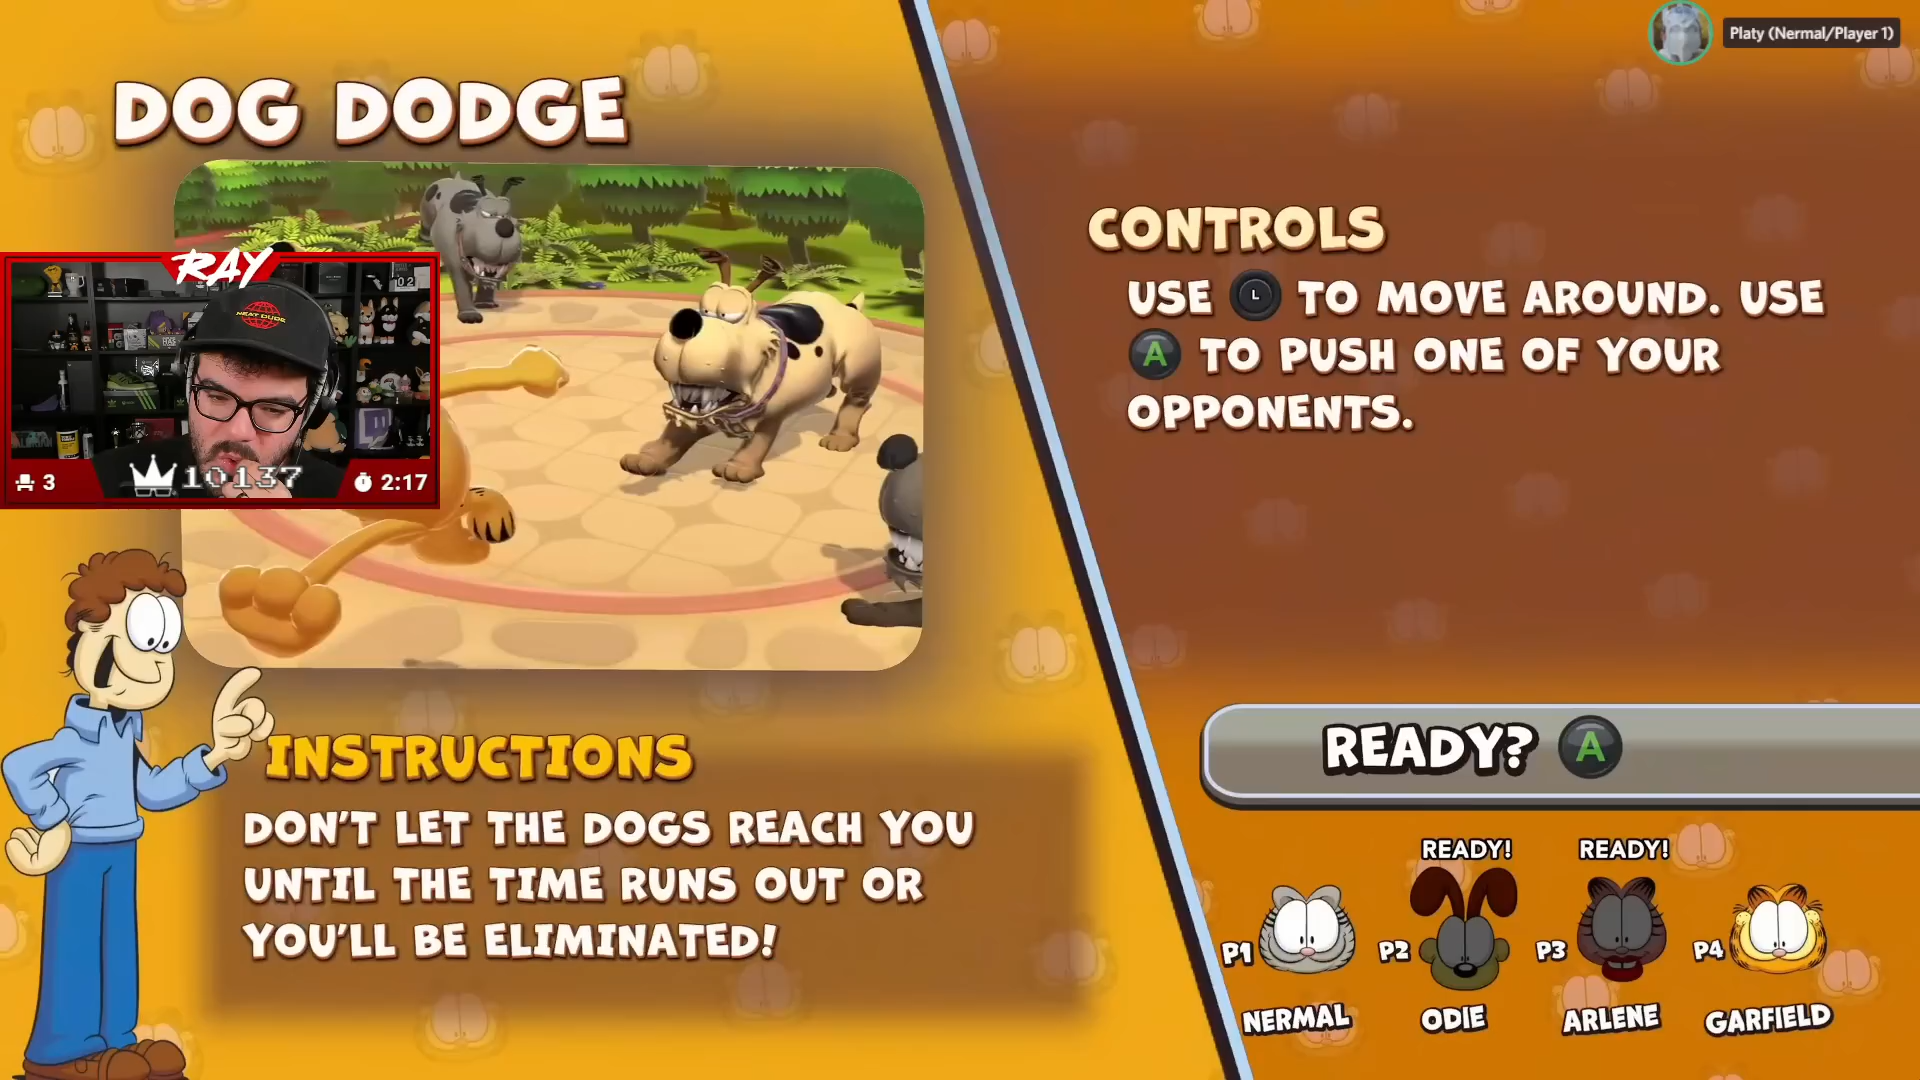 Platy (Nermal/Player 1)
DOG DODGE
RAY
NEAT DUDE
3
10137
2:17
CONTROLS
USE L TO MOVE AROUND. USE
A TO PUSH ONE OF YOUR
OPPONENTS.
INSTRUCTIONS
DON'T LET THE DOGS REACH YOU
UNTIL THE TIME RUNS OUT OR
YOU'LL BE ELIMINATED!
READY? A
READY! READY!
P1 P2 P3 P4
NERMAL ODIE ARLENE GARFIELD